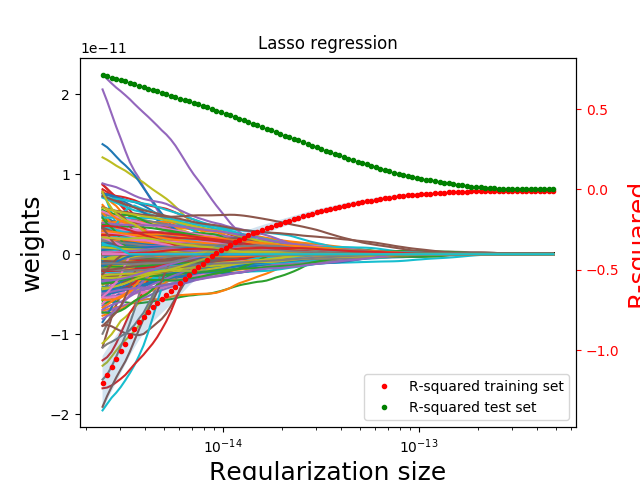 Lasso regression
1e−11
2
1
0
−1
−2
weights
0.5
0.0
−0.5
−1.0
R-squared
R-squared training set
R-squared test set
10−14
10−13
Regularization size